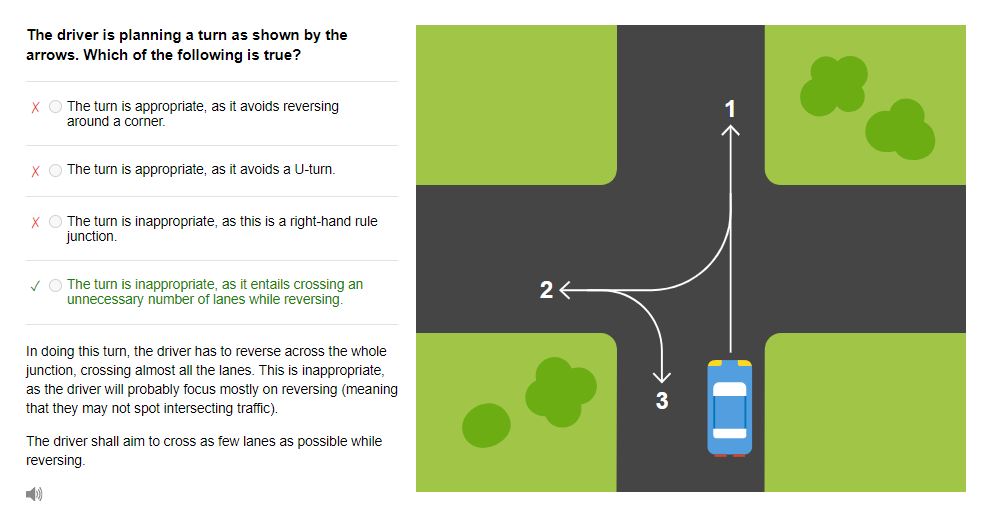 The driver is planning a turn as shown by the
arrows. Which of the following is true?
The turn is appropriate, as it avoids reversing
around a corner.
The turn is appropriate, as it avoids a U-turn.
The turn is inappropriate, as this is a right-hand rule
junction.
The turn is inappropriate, as it entails crossing an
unnecessary number of lanes while reversing.
In doing this turn, the driver has to reverse across the whole
junction, crossing almost all the lanes. This is inappropriate,
as the driver will probably focus mostly on reversing (meaning
that they may not spot intersecting traffic).
The driver shall aim to cross as few lanes as possible while
reversing.
1
2
3